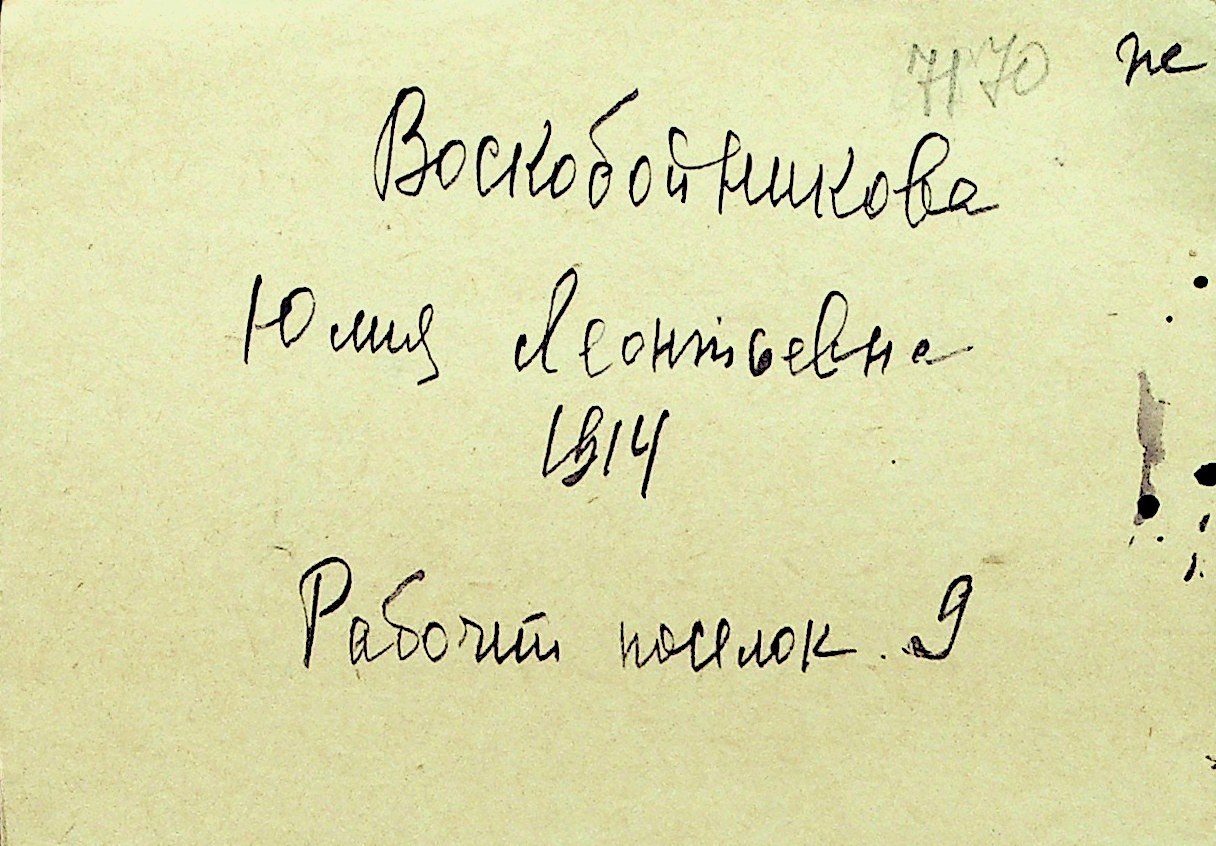 7170 не
Воскобойникова
Юлия Леонтьевна
1914
Рабочий поселок. 9